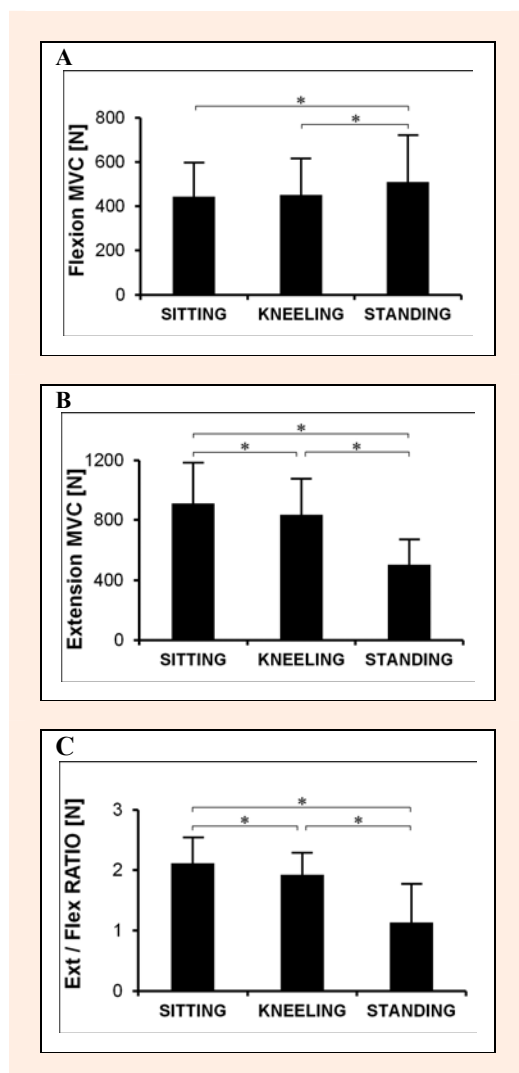 A
Flexion MVC [N]
800
600
400
200
0
*
*
SITTING KNEELING STANDING
B
Extension MVC [N]
1200
800
400
0
*
* *
SITTING KNEELING STANDING
C
Ext / Flex RATIO [N]
3
2
1
0
*
* *
SITTING KNEELING STANDING